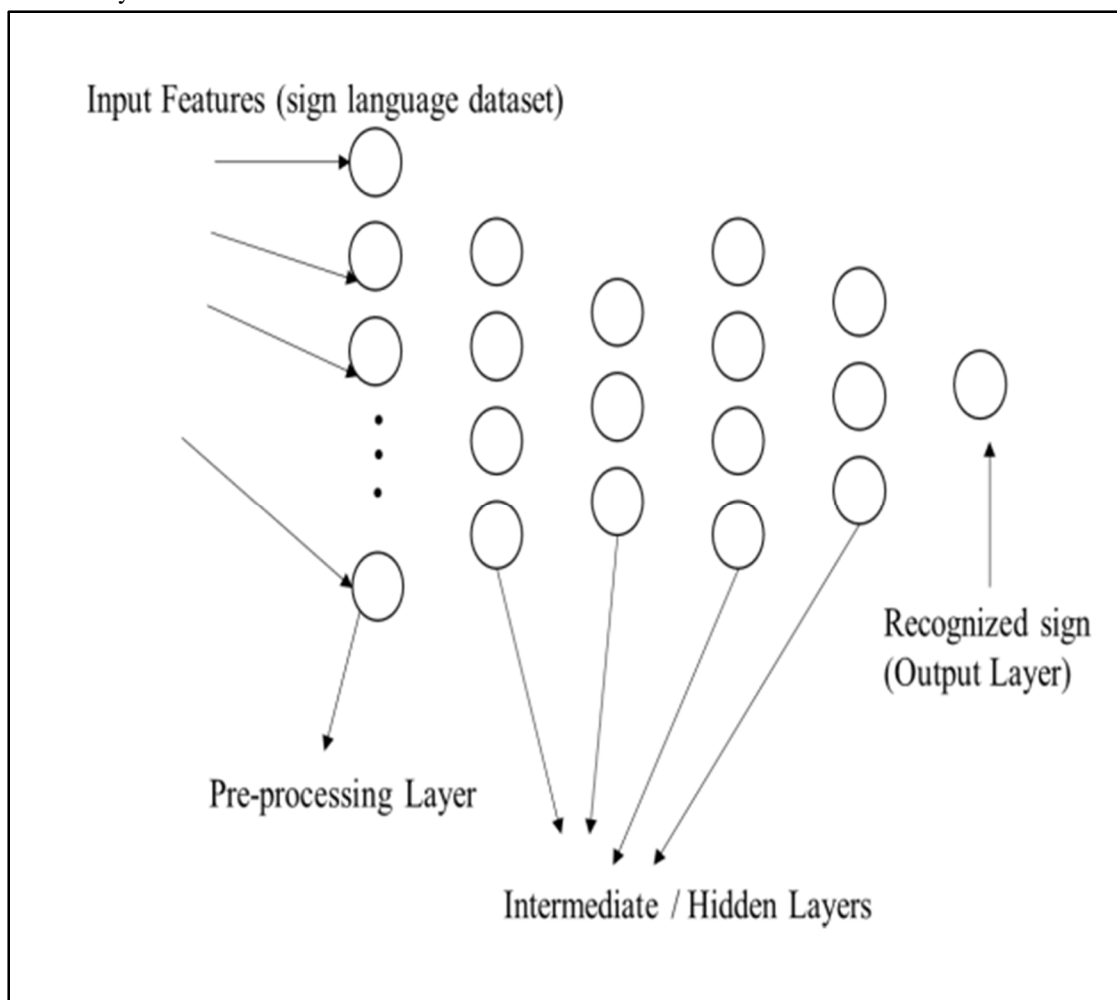 Input Features (sign language dataset)
Recognized sign
(Output Layer)
Pre-processing Layer
Intermediate / Hidden Layers